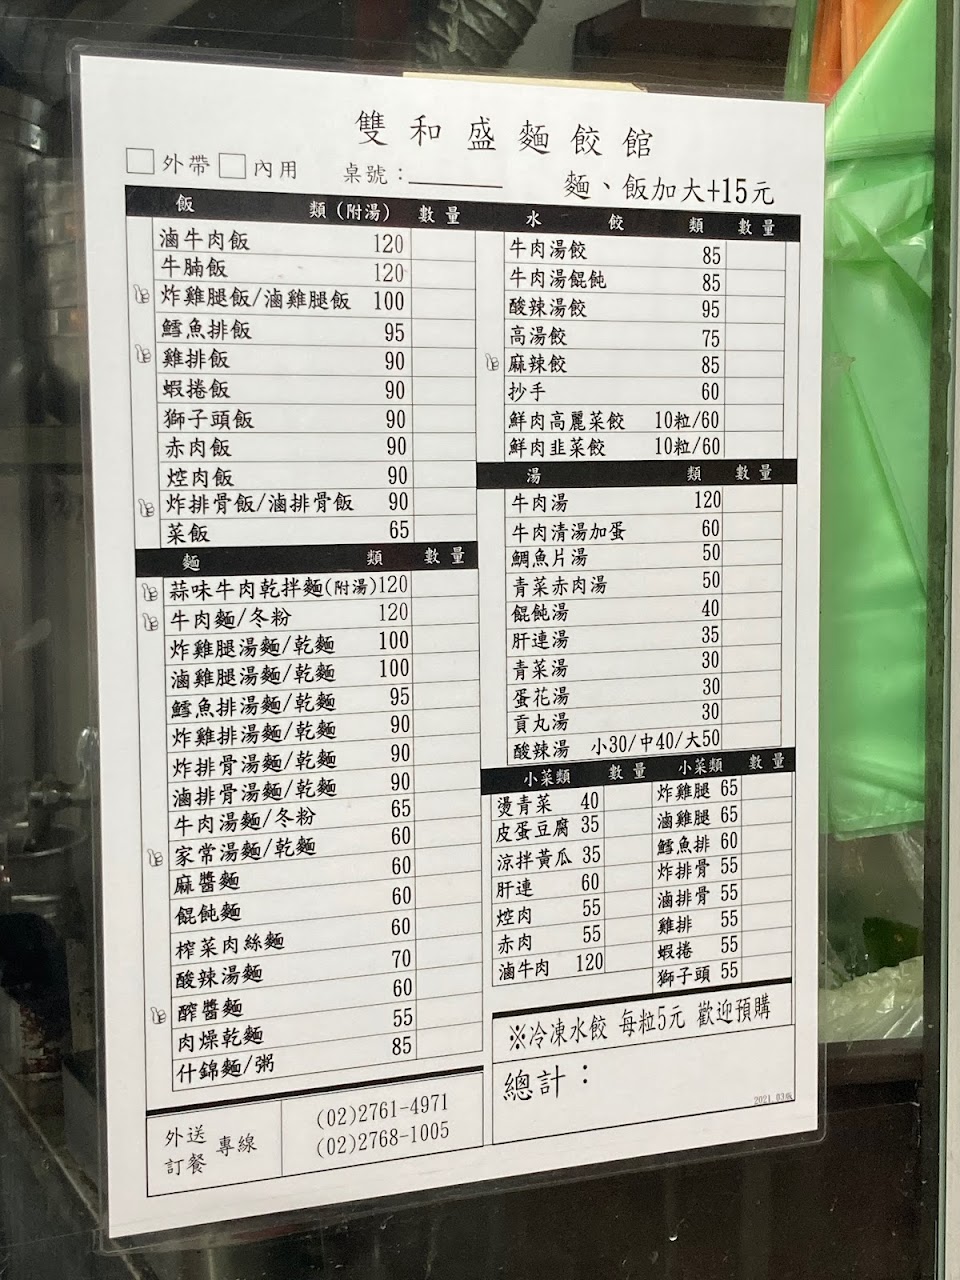 雙和盛麵餃館
□外帶□內用 桌號：______ 麵、飯加大+15元
飯 類(附湯) 數量
滷牛肉飯 120
牛腩飯 120
炸雞腿飯/滷雞腿飯 100
鱈魚排飯 95
雞排飯 90
蝦捲飯 90
獅子頭飯 90
赤肉飯 90
焢肉飯 90
炸排骨飯/滷排骨飯 90
菜飯 65
麵 類 數量
蒜味牛肉乾拌麵(附湯)120
牛肉麵/冬粉 120
炸雞腿湯麵/乾麵 100
滷雞腿湯麵/乾麵 100
鱈魚排湯麵/乾麵 95
炸雞排湯麵/乾麵 90
炸排骨湯麵/乾麵 90
滷排骨湯麵/乾麵 90
牛肉湯麵/冬粉 65
家常湯麵/乾麵 60
麻醬麵 60
餛飩麵 60
榨菜肉絲麵 60
酸辣湯麵 70
醡醬麵 60
肉燥乾麵 55
什錦麵/粥 85
外送
訂餐 專線
(02)2761-4971
(02)2768-1005
水 餃 類 數量
牛肉湯餃 85
牛肉湯餛飩 85
酸辣湯餃 95
高湯餃 75
麻辣餃 85
抄手 60
鮮肉高麗菜餃 10粒/60
鮮肉韭菜餃 10粒/60
湯 類 數量
牛肉湯 120
牛肉清湯加蛋 60
鯛魚片湯 50
青菜赤肉湯 50
餛飩湯 40
肝連湯 35
青菜湯 30
蛋花湯 30
貢丸湯 30
酸辣湯 小30/中40/大50
小菜類 數量
燙青菜 40
皮蛋豆腐 35
涼拌黃瓜 35
肝連 60
焢肉 55
赤肉 55
滷牛肉 120
小菜類 數量
炸雞腿 65
滷雞腿 65
鱈魚排 60
炸排骨 55
滷排骨 55
雞排 55
蝦捲 55
獅子頭 55
※冷凍水餃 每粒5元 歡迎預購
總計：